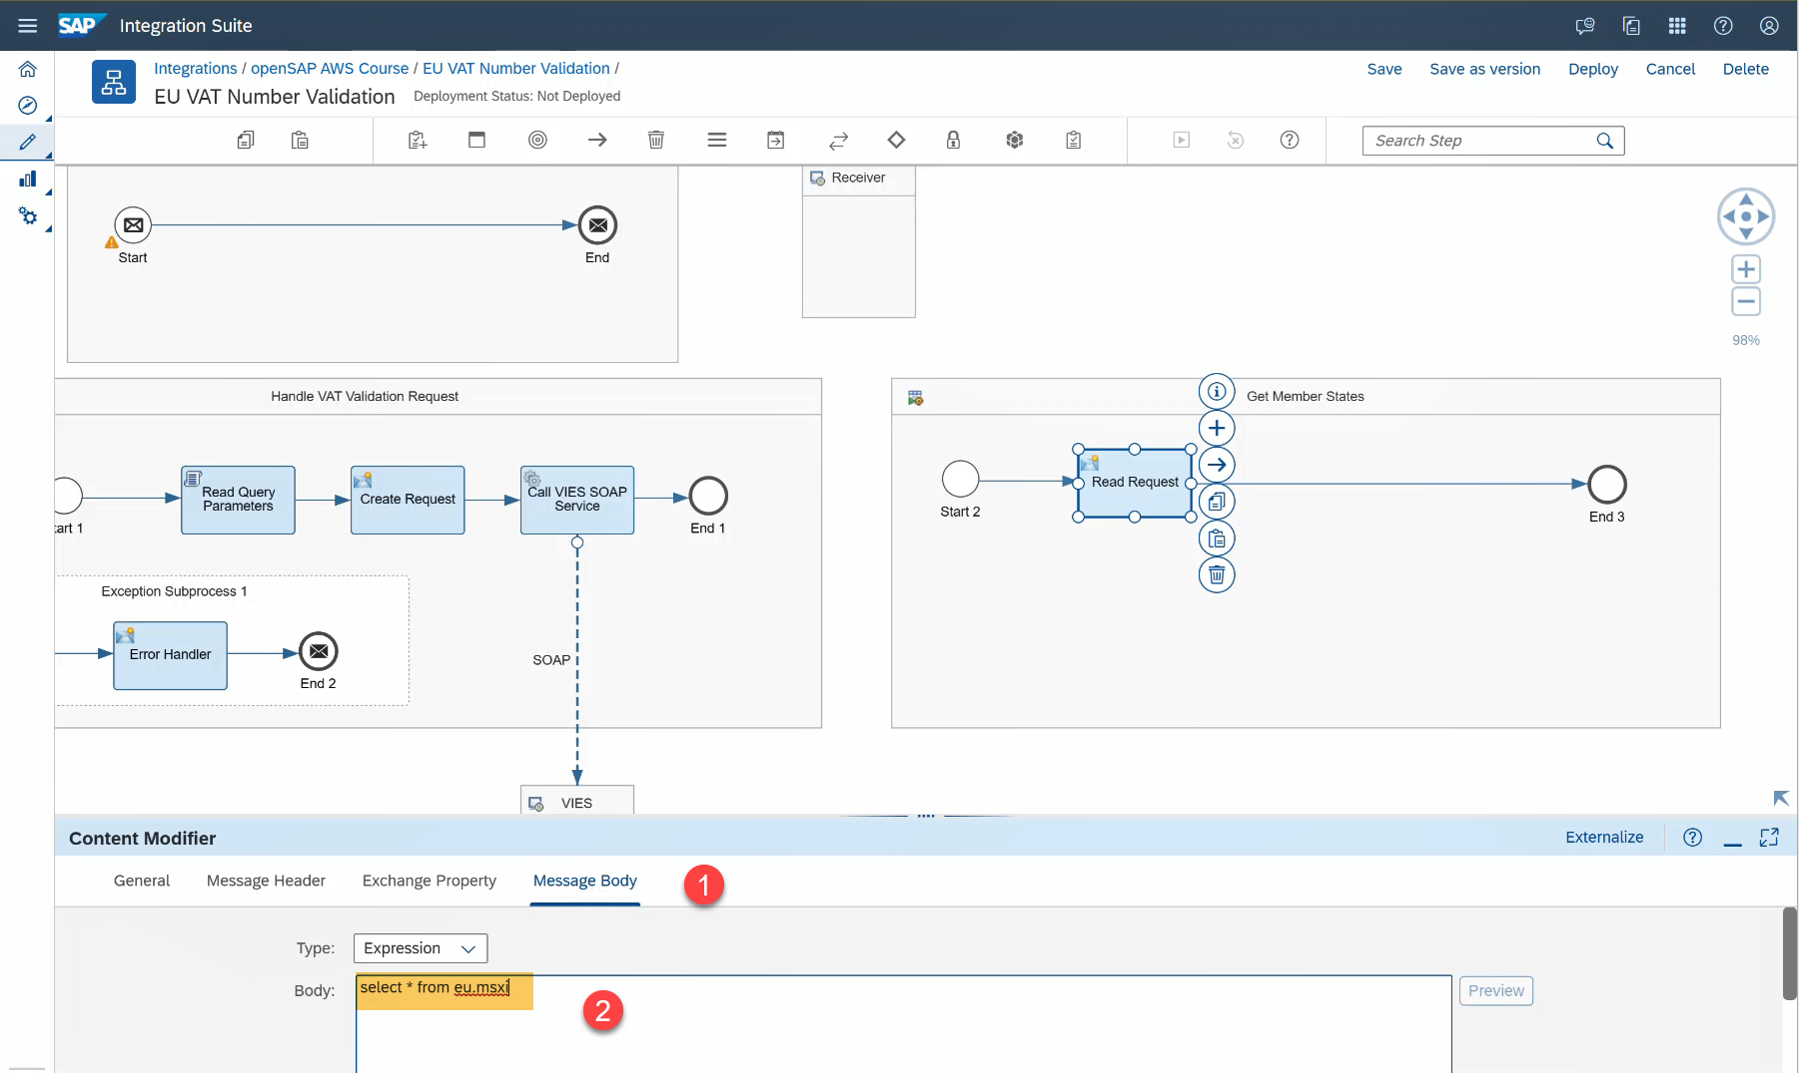 SAP Integration Suite
Integrations / openSAP AWS Course / EU VAT Number Validation /
EU VAT Number Validation Deployment Status: Not Deployed
Save Save as version Deploy Cancel Delete
Search Step
Receiver
Start
End
98%
Handle VAT Validation Request
Read Query
Parameters
Create Request
Call VIES SOAP
Service
tart 1
End 1
Exception Subprocess 1
Error Handler
End 2
SOAP
VIES
Get Member States
Start 2
Read Request
End 3
Content Modifier
Externalize
General Message Header Exchange Property Message Body 1
Type: Expression
Body: select * from eu.msxi
2
Preview